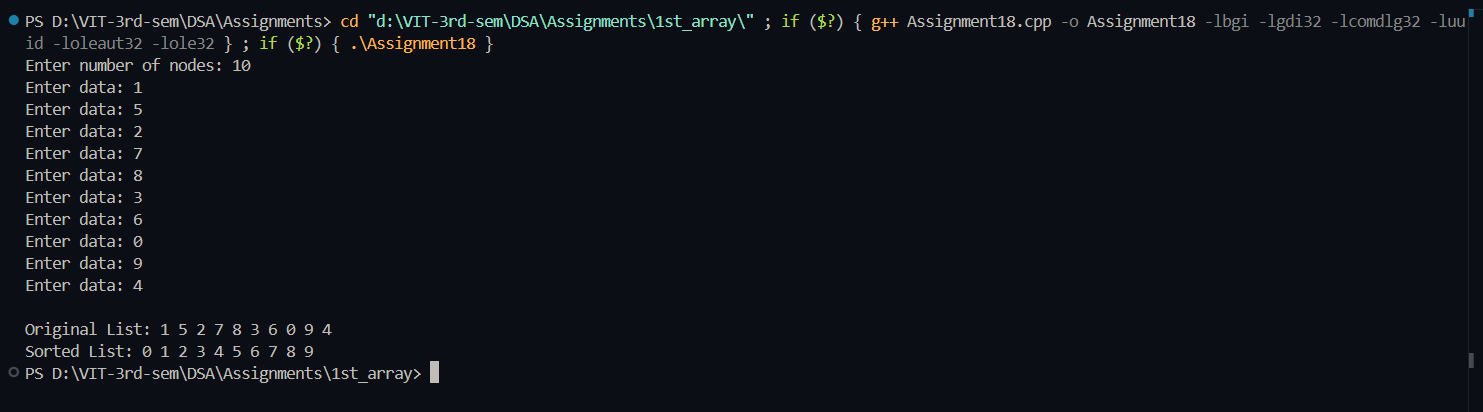 PS D:\VIT-3rd-sem\DSA\Assignments> cd "d:\VIT-3rd-sem\DSA\Assignments\1st_array\" ; if ($?) { g++ Assignment18.cpp -o Assignment18 -lbgi -lgdi32 -lcomdlg32 -luu
id -loleaut32 -lole32 } ; if ($?) { .\Assignment18 }
Enter number of nodes: 10
Enter data: 1
Enter data: 5
Enter data: 2
Enter data: 7
Enter data: 8
Enter data: 3
Enter data: 6
Enter data: 0
Enter data: 9
Enter data: 4
Original List: 1 5 2 7 8 3 6 0 9 4
Sorted List: 0 1 2 3 4 5 6 7 8 9
PS D:\VIT-3rd-sem\DSA\Assignments\1st_array>